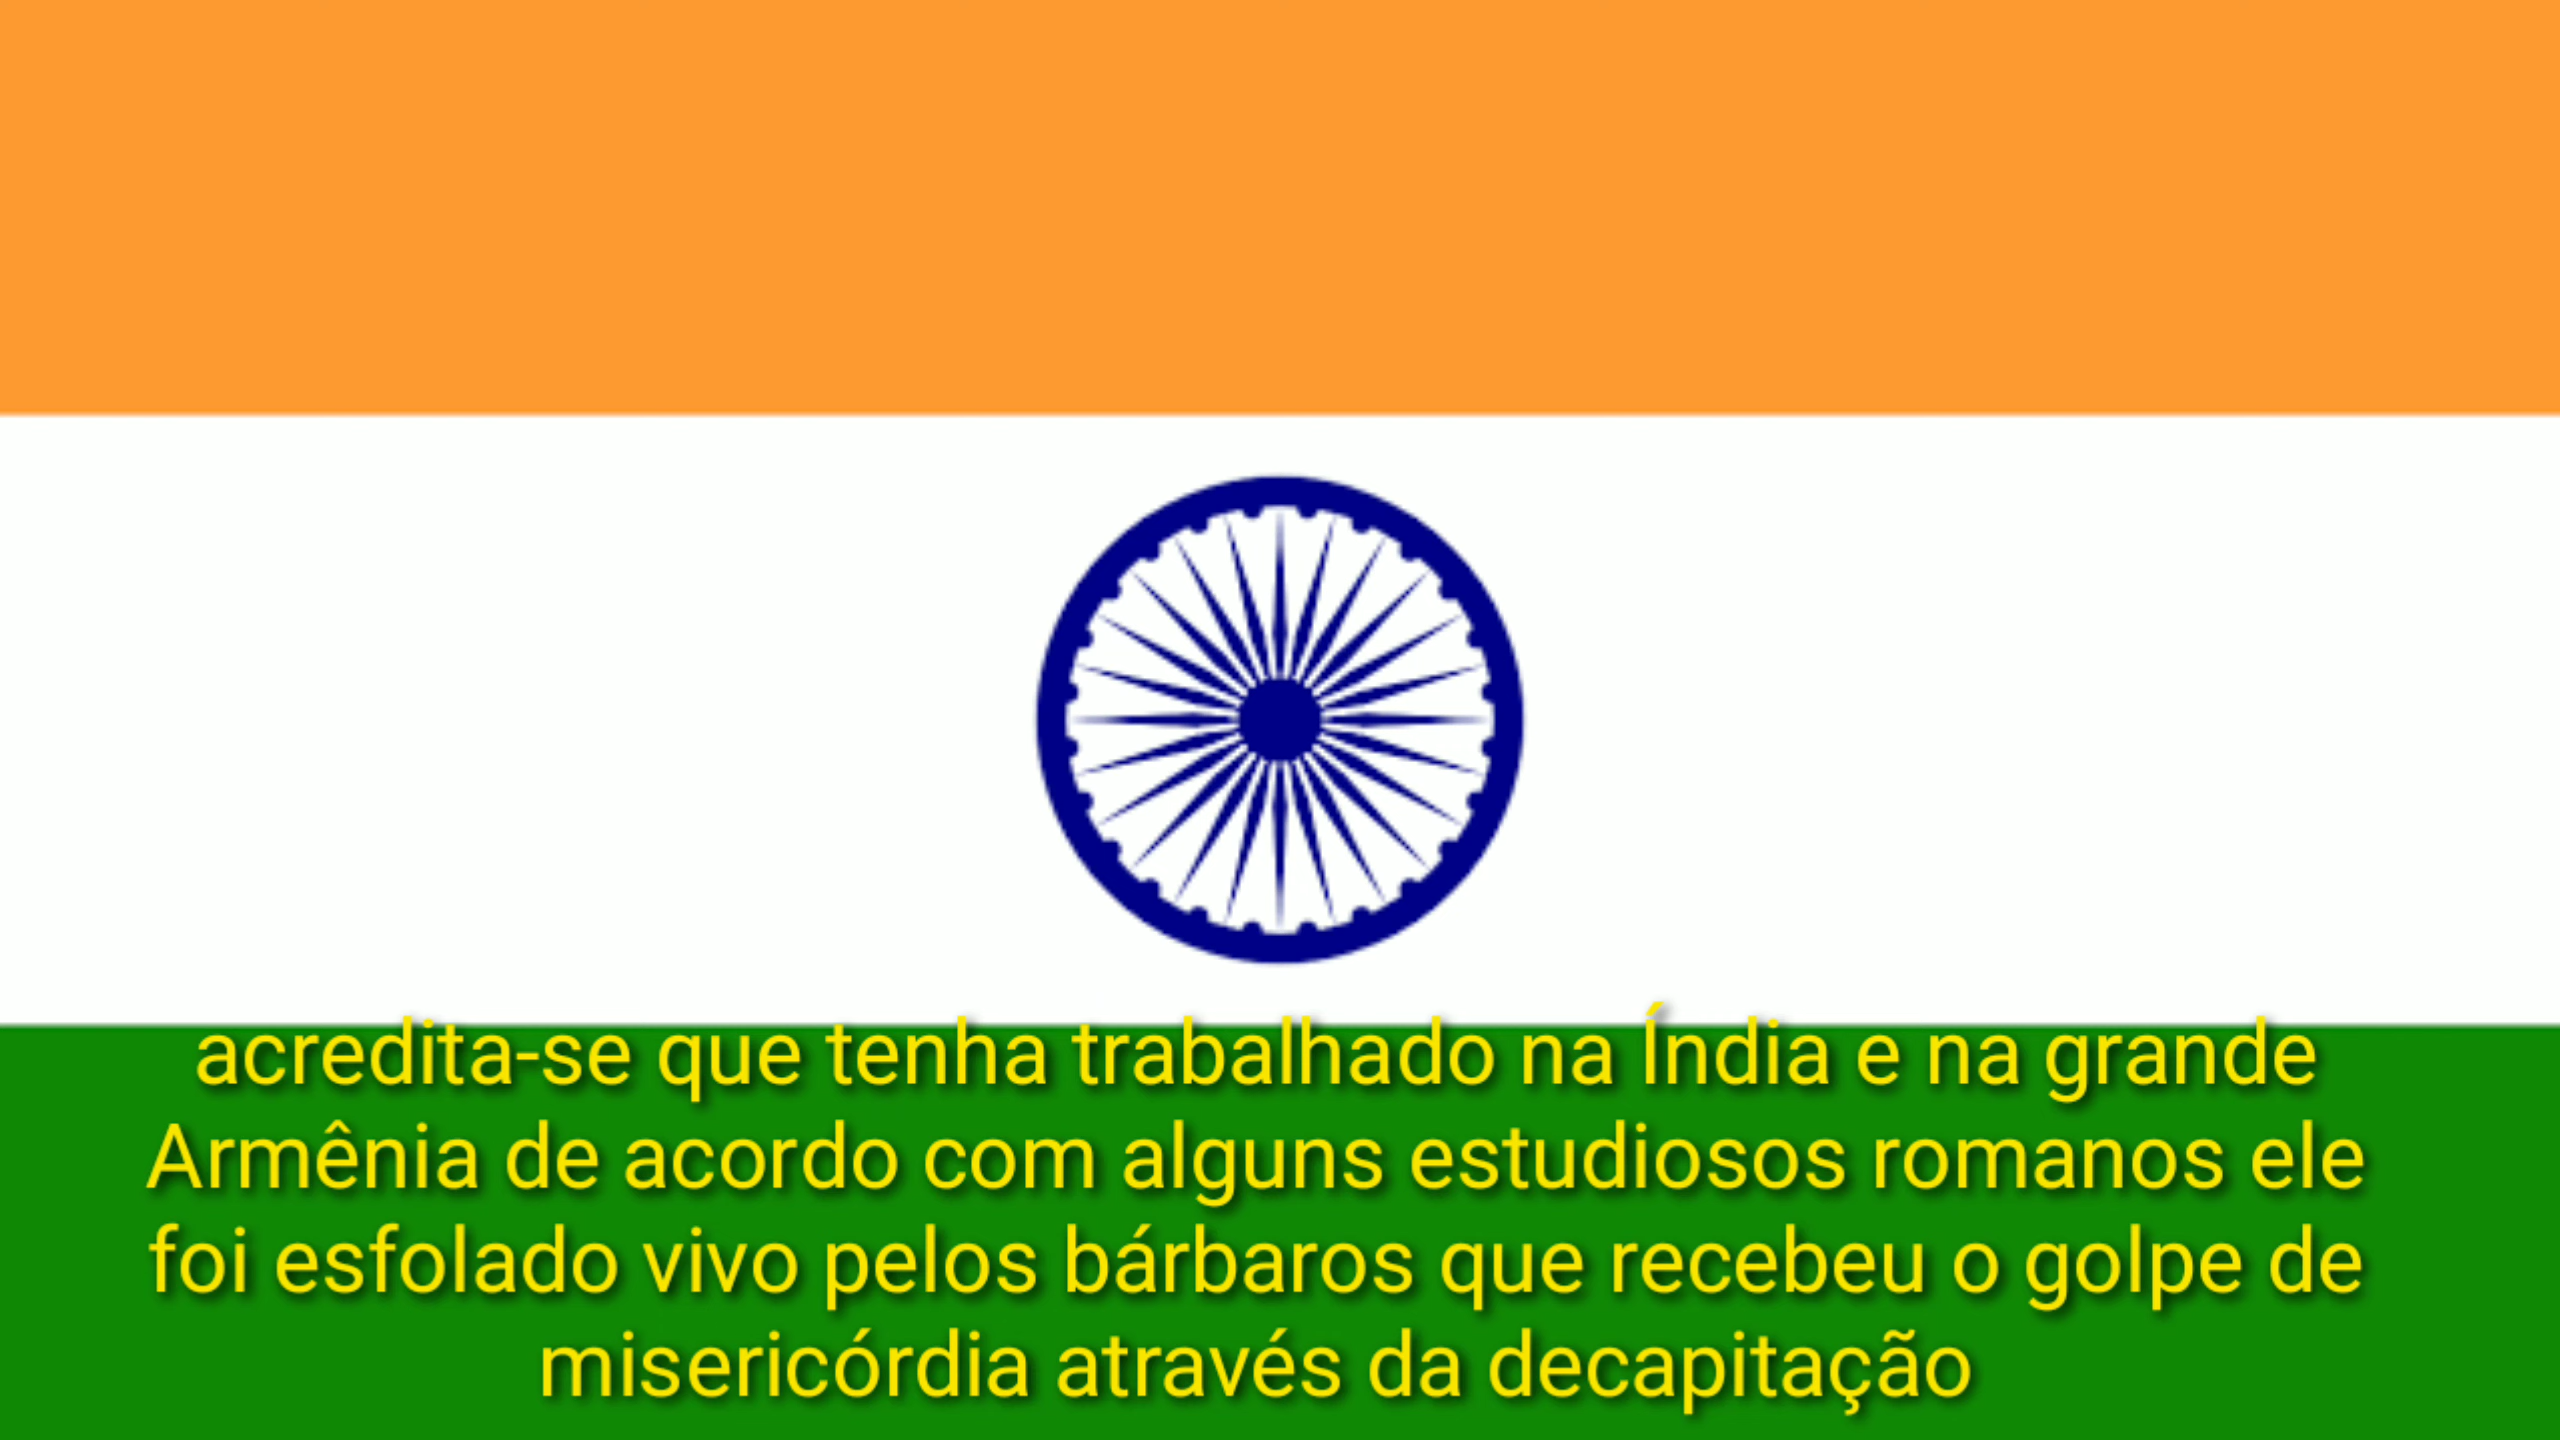 acredita-se que tenha trabalhado na Índia e na grande
Armênia de acordo com alguns estudiosos romanos ele
foi esfolado vivo pelos bárbaros que recebeu o golpe de
misericórdia através da decapitação